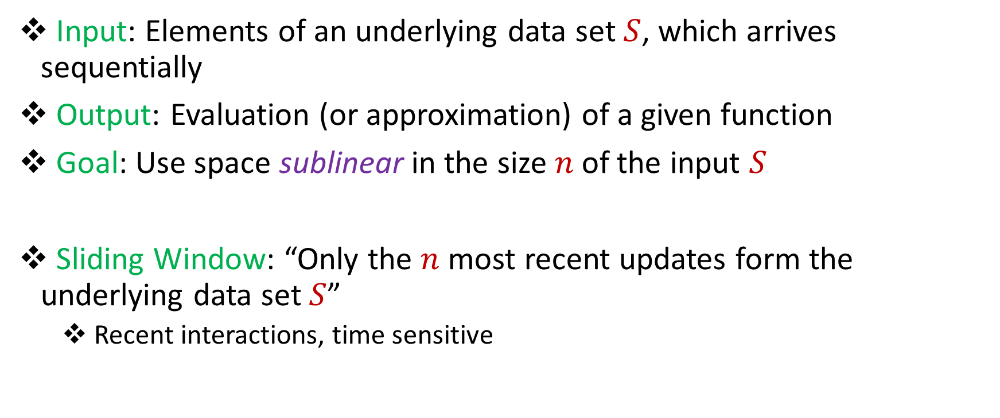 ❖ Input: Elements of an underlying data set S, which arrives
sequentially
❖ Output: Evaluation (or approximation) of a given function
❖ Goal: Use space sublinear in the size n of the input S
❖ Sliding Window: “Only the n most recent updates form the
underlying data set S”
❖ Recent interactions, time sensitive